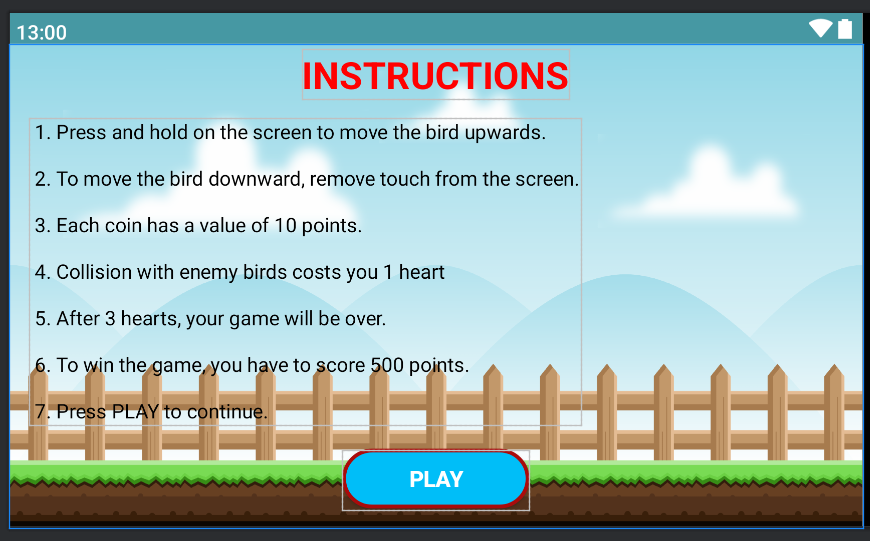 13:00
INSTRUCTIONS
1. Press and hold on the screen to move the bird upwards.
2. To move the bird downward, remove touch from the screen.
3. Each coin has a value of 10 points.
4. Collision with enemy birds costs you 1 heart
5. After 3 hearts, your game will be over.
6. To win the game, you have to score 500 points.
7. Press PLAY to continue.
PLAY